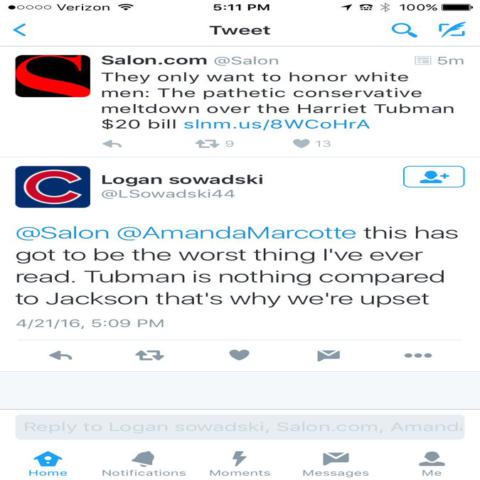 Verizon 5:11 PM 100%
Tweet
Salon.com @Salon 5m
They only want to honor white
men: The pathetic conservative
meltdown over the Harriet Tubman
$20 bill slnm.us/8WCoHrA
9 13
Logan sowadski
@LSowadski44
@Salon @AmandaMarcotte this has
got to be the worst thing I've ever
read. Tubman is nothing compared
to Jackson that's why we're upset
4/21/16, 5:09 PM
Reply to Logan sowadski, Salon.com, Amanda
Home Notifications Moments Messages Me